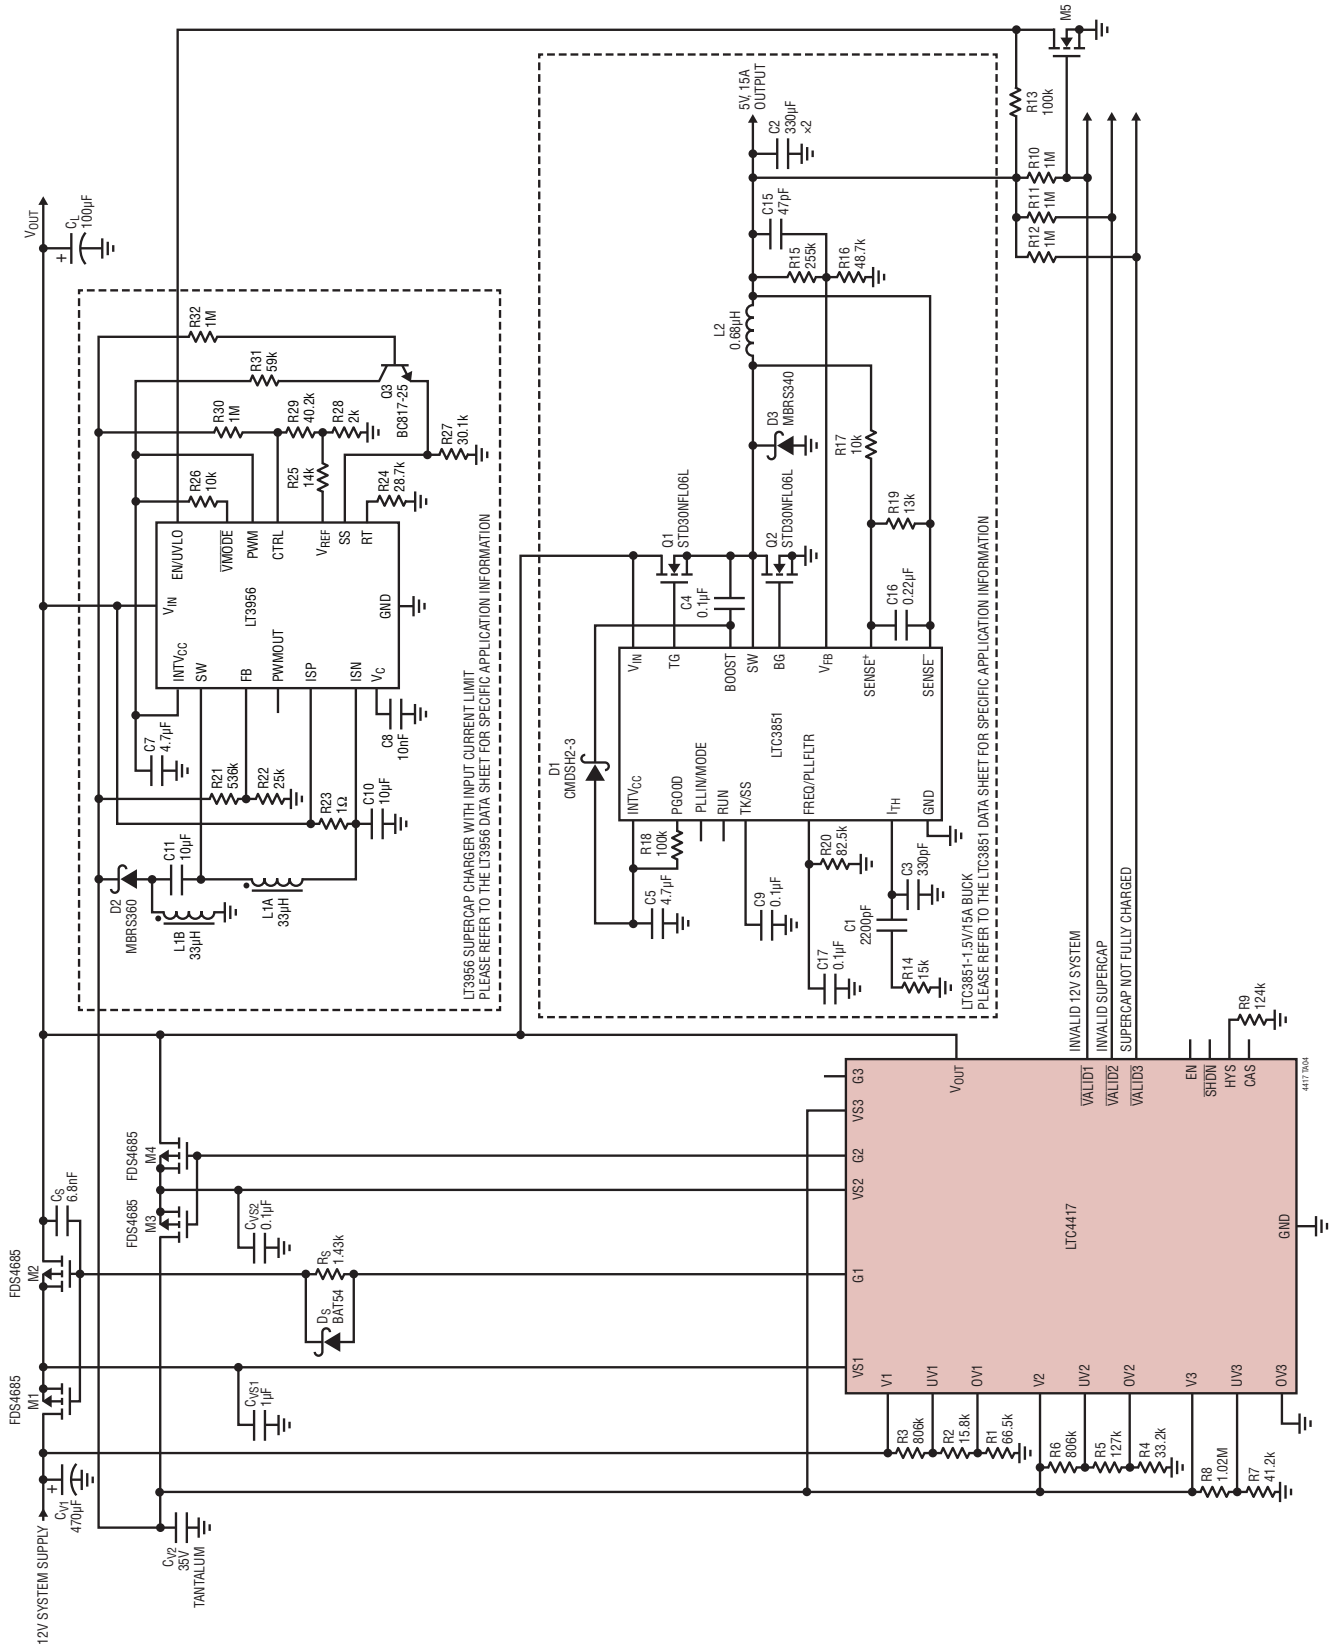 12V SYSTEM SUPPLY
CV1
470µF
CV2
35V
TANTALUM
FDS4685
M1
FDS4685
M2
CS
6.8nF
FDS4685
M3
FDS4685
M4
CVS1
1µF
CVS2
0.1µF
DS
BAT54
RS
1.43k
VOUT
CL
100µF
D2
MBRS360
L1B
33µH
C11
10µF
L1A
33µH
R21
536k
R22
25k
R23
1Ω
C10
10µF
C7
4.7µF
C8
10nF
INTVCC
SW
FB
PWMOUT
ISP
ISN
VC
VIN
LT3956
GND
EN/UVLO
VMODE
PWM
CTRL
VREF
SS
RT
R26
10k
R30
1M
R29
40.2k
R28
2k
R25
14k
R24
28.7k
R31
59k
R32
1M
Q3
BC817-25
R27
30.1k
LT3956 SUPERCAP CHARGER WITH INPUT CURRENT LIMIT
PLEASE REFER TO THE LT3956 DATA SHEET FOR SPECIFIC APPLICATION INFORMATION
D1
CMDSH2-3
INTVCC
PGOOD
PLLIN/MODE
RUN
TK/SS
FREQ/PLLFLTR
ITH
GND
LTC3851
VIN
TG
BOOST
SW
BG
VFB
SENSE+
SENSE–
R18
100k
C5
4.7µF
C9
0.1µF
R20
82.5k
C17
0.1µF
C3
330pF
C1
2200pF
R14
15k
C4
0.1µF
Q1
STD30NFL06L
Q2
STD30NFL06L
D3
MBRS340
R17
10k
R19
13k
C16
0.22µF
L2
0.68µH
R15
255k
R16
48.7k
C15
47pF
C2
330µF
×2
5V, 15A
OUTPUT
LTC3851-1.5V/15A BUCK
PLEASE REFER TO THE LTC3851 DATA SHEET FOR SPECIFIC APPLICATION INFORMATION
M5
R13
100k
R10
1M
R11
1M
R12
1M
INVALID 12V SYSTEM
INVALID SUPERCAP
SUPERCAP NOT FULLY CHARGED
VS1
G1
VS2
G2
VS3
G3
V1
UV1
OV1
V2
UV2
OV2
V3
UV3
OV3
LTC4417
GND
VOUT
VALID1
VALID2
VALID3
EN
SHDN
HYS
CAS
R3
806k
R2
15.8k
R1
66.5k
R6
806k
R5
127k
R4
33.2k
R8
1.02M
R7
41.2k
R9
124k
4417 TA04